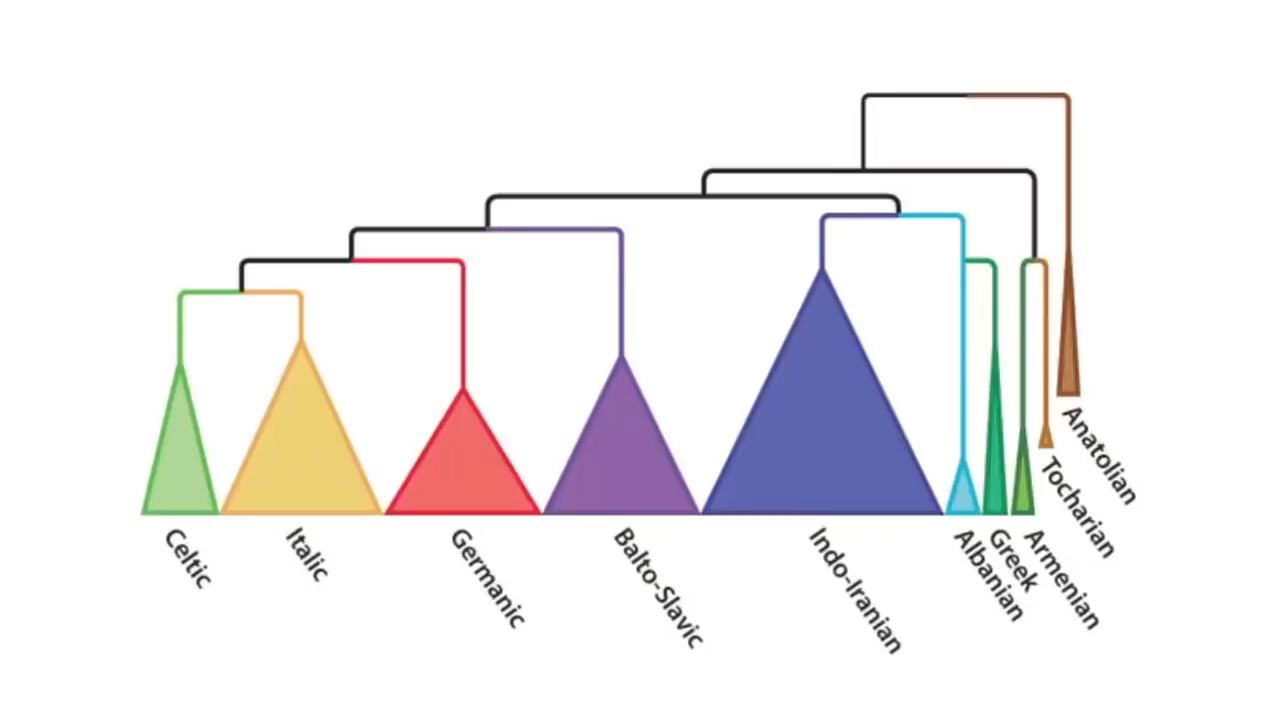 Celtic
Italic
Germanic
Balto-Slavic
Indo-Iranian
Albanian
Greek
Armenian
Tocharian
Anatolian